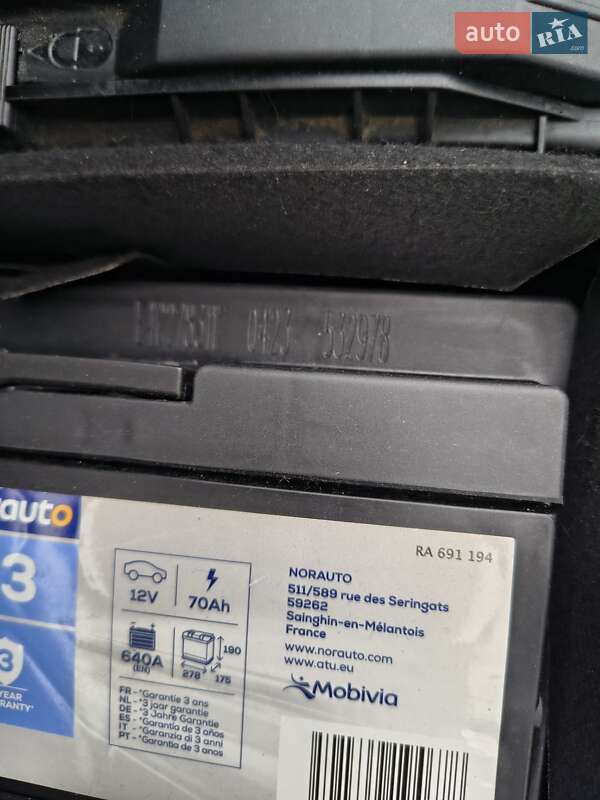 auto RIA
.com
0423 532978
auto
3
RA 691 194
12V
70Ah
640A
(EN)
190
278
175
FR - *Garantie 3 ans
NL - *3 jaar garantie
DE - *3 Jahre Garantie
ES - *Garantía de 3 años
IT - *Garanzia di 3 anni
PT - *Garantia de 3 anos
NORAUTO
511/589 rue des Seringats
59262
Sainghin-en-Mélantois
France
www.norauto.com
www.atu.eu
Mobivia
3
YEAR